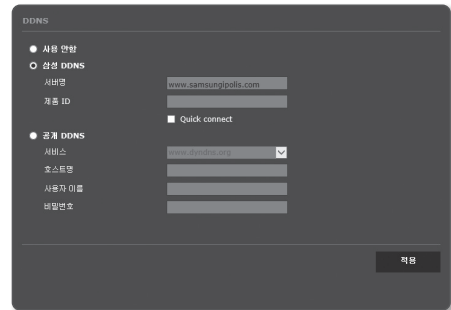 DDNS
사용 안함
삼성 DDNS
서버명 www.samsungipolis.com
제품 ID
Quick connect
공개 DDNS
서비스 www.dyndns.org
호스트명
사용자 이름
비밀번호
적용